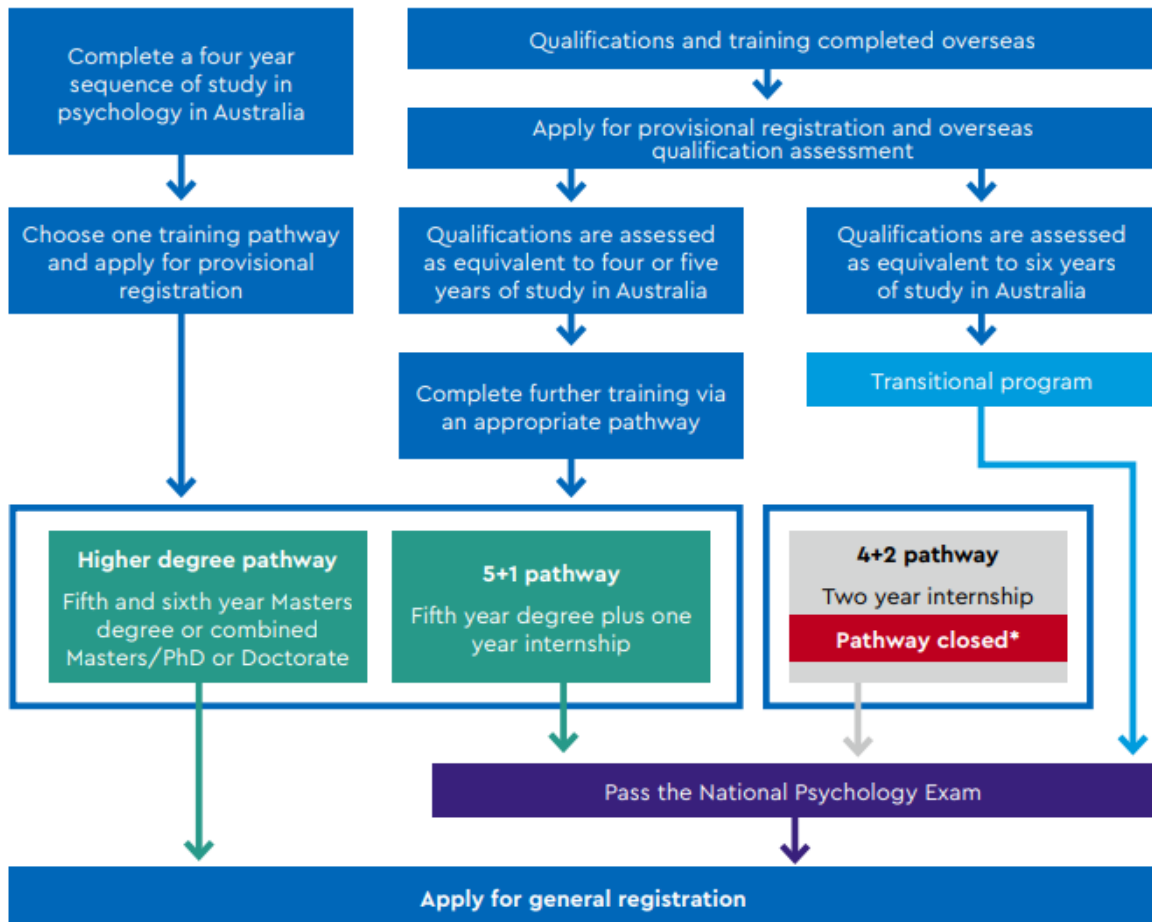 Complete a four year
sequence of study in
psychology in Australia
Qualifications and training completed overseas
Apply for provisional registration and overseas
qualification assessment
Choose one training pathway
and apply for provisional
registration
Qualifications are assessed
as equivalent to four or five
years of study in Australia
Qualifications are assessed
as equivalent to six years
of study in Australia
Complete further training via
an appropriate pathway
Transitional program
Higher degree pathway
Fifth and sixth year Masters
degree or combined
Masters/PhD or Doctorate
5+1 pathway
Fifth year degree plus one
year internship
4+2 pathway
Two year internship
Pathway closed*
Pass the National Psychology Exam
Apply for general registration